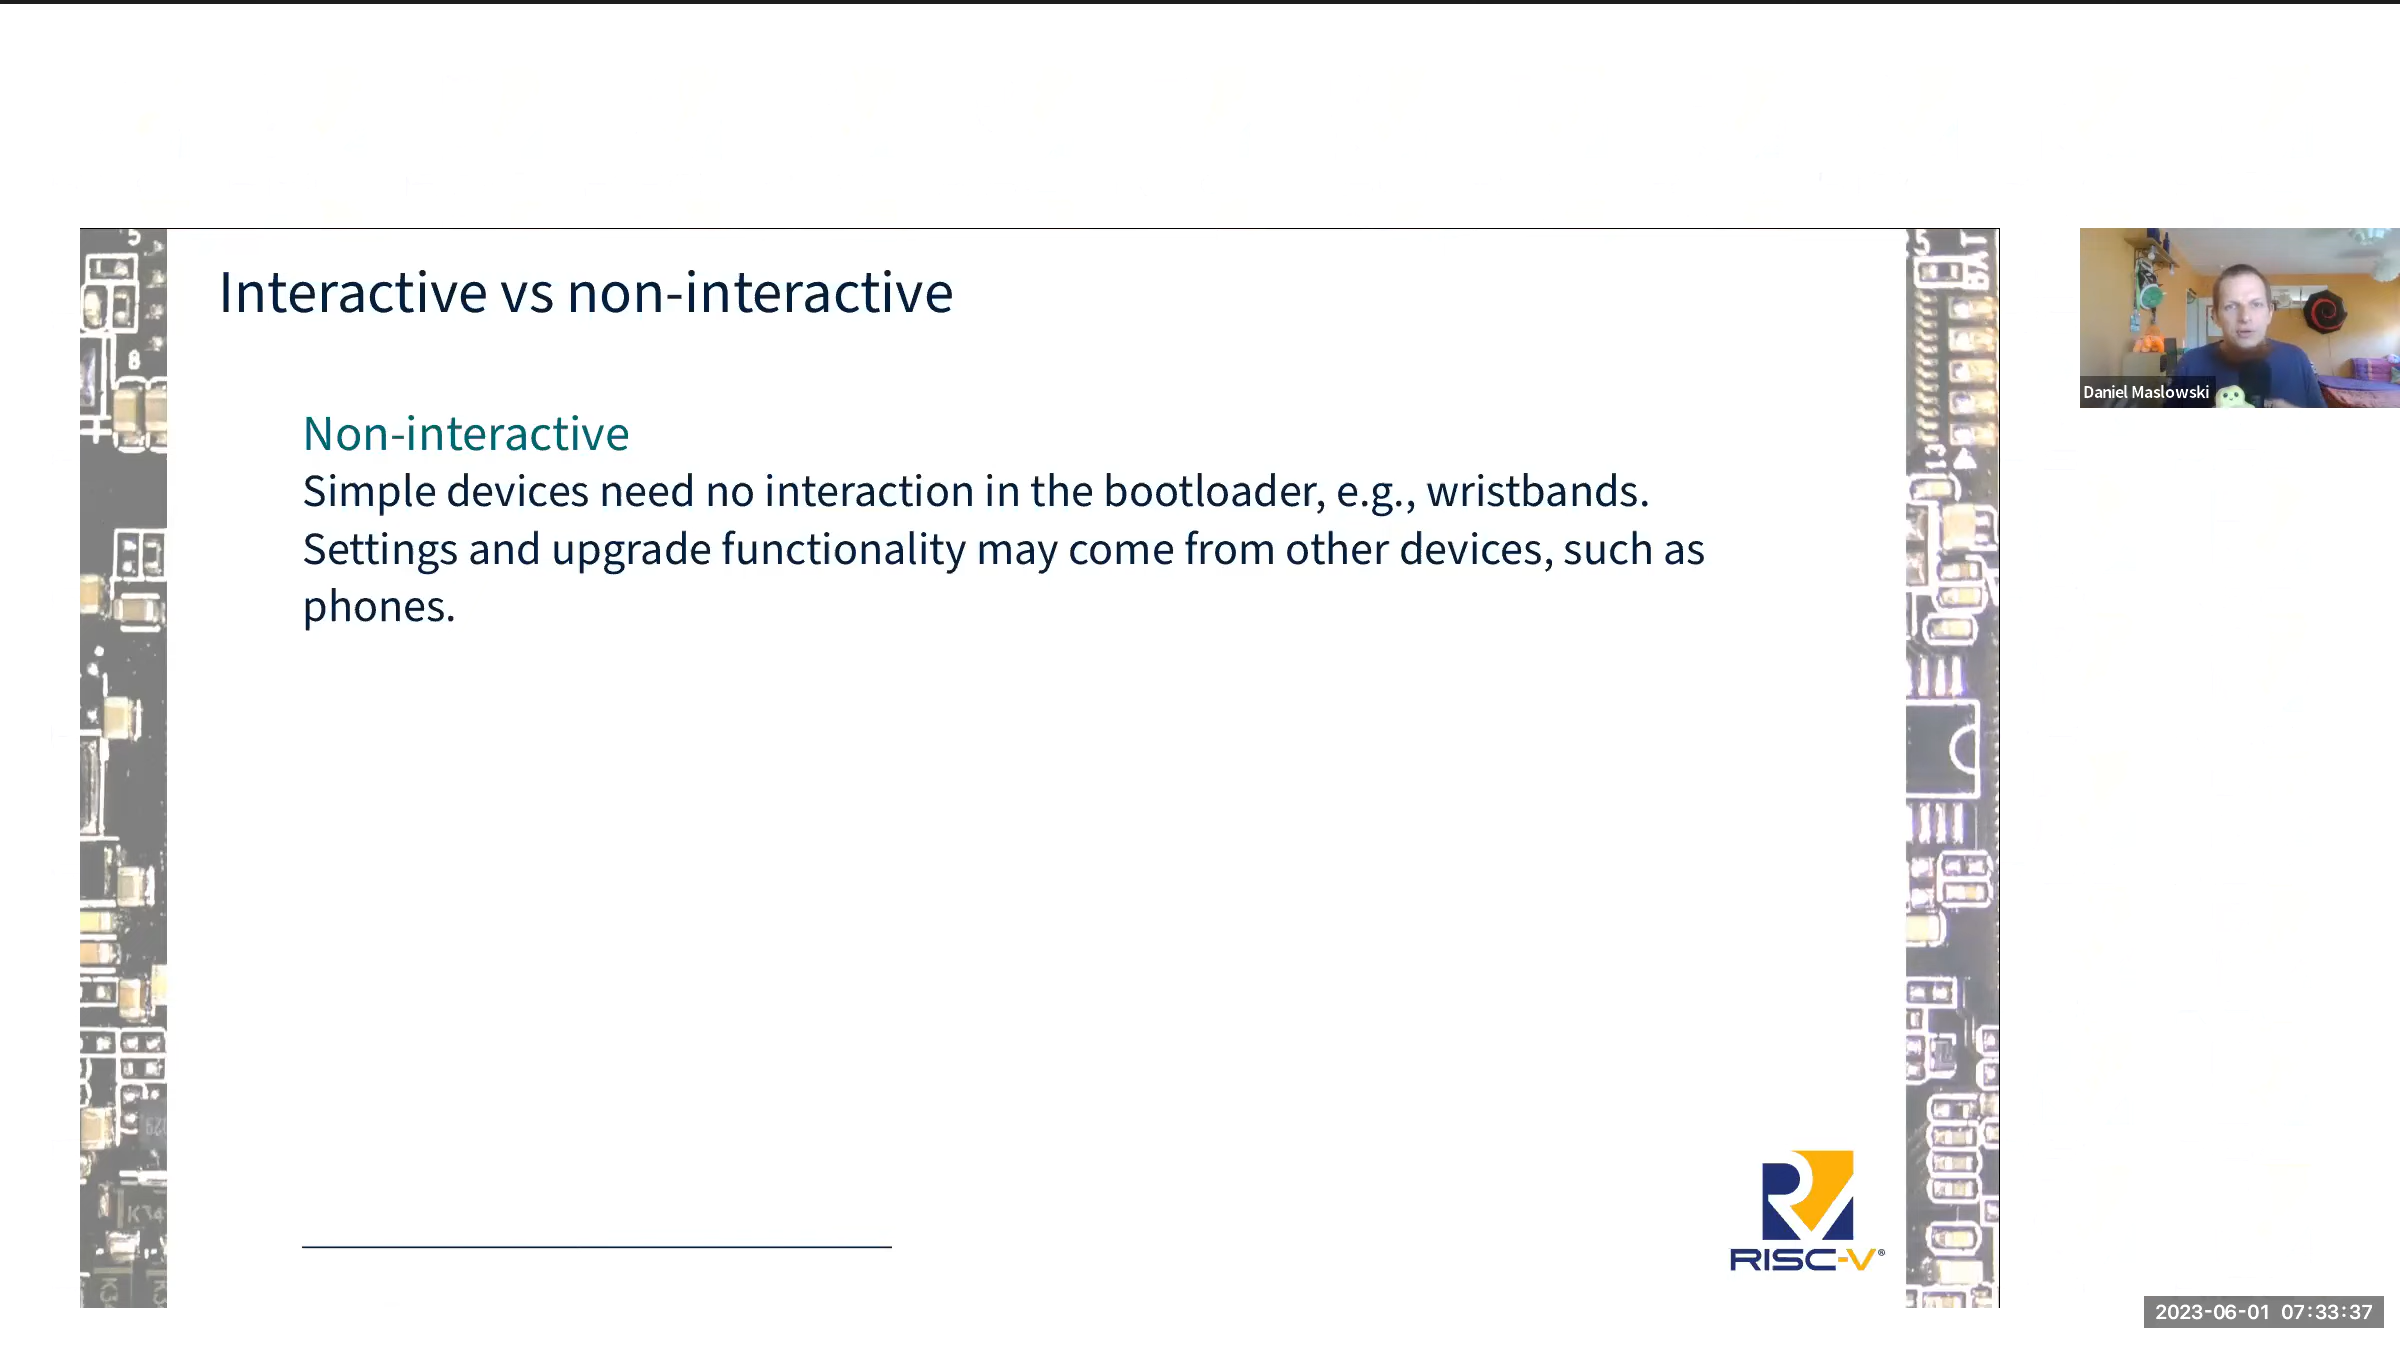 Interactive vs non-interactive
Non-interactive
Simple devices need no interaction in the bootloader, e.g., wristbands.
Settings and upgrade functionality may come from other devices, such as
phones.
Daniel Maslowski
RISC-V®
2023-06-01 07:33:37